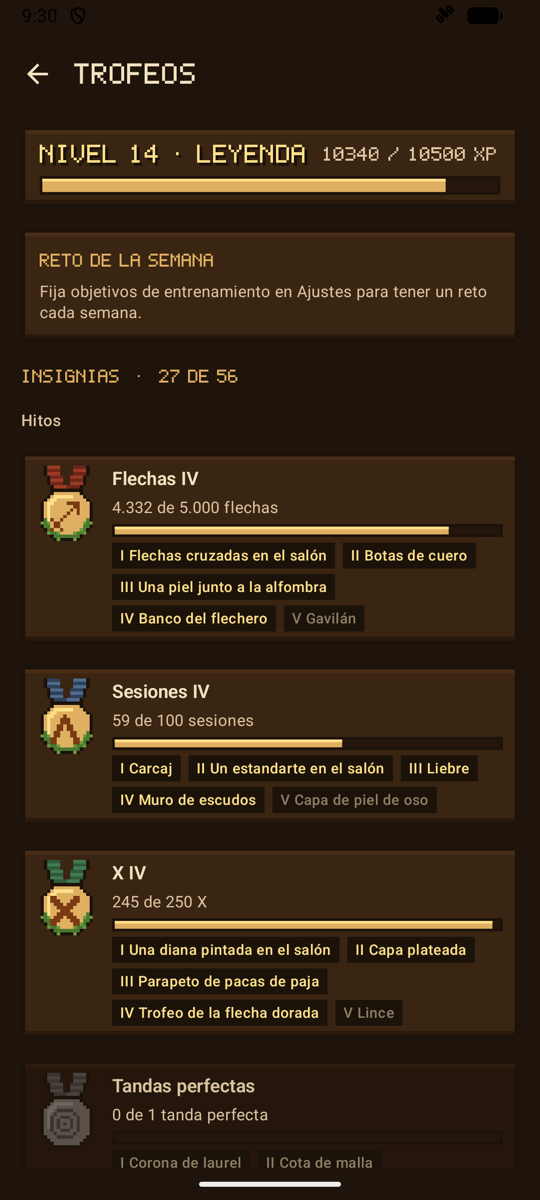 9:30
TROFEOS
NIVEL 14 · LEYENDA 10340 / 10500 XP
RETO DE LA SEMANA
Fija objetivos de entrenamiento en Ajustes para tener un reto
cada semana.
INSIGNIAS · 27 DE 56
Hitos
Flechas IV
4.332 de 5.000 flechas
I Flechas cruzadas en el salón II Botas de cuero
III Una piel junto a la alfombra
IV Banco del flechero V Gavilán
Sesiones IV
59 de 100 sesiones
I Carcaj II Un estandarte en el salón III Liebre
IV Muro de escudos V Capa de piel de oso
X IV
245 de 250 X
I Una diana pintada en el salón II Capa plateada
III Parapeto de pacas de paja
IV Trofeo de la flecha dorada V Lince
Tandas perfectas
0 de 1 tanda perfecta
I Corona de laurel II Cota de malla